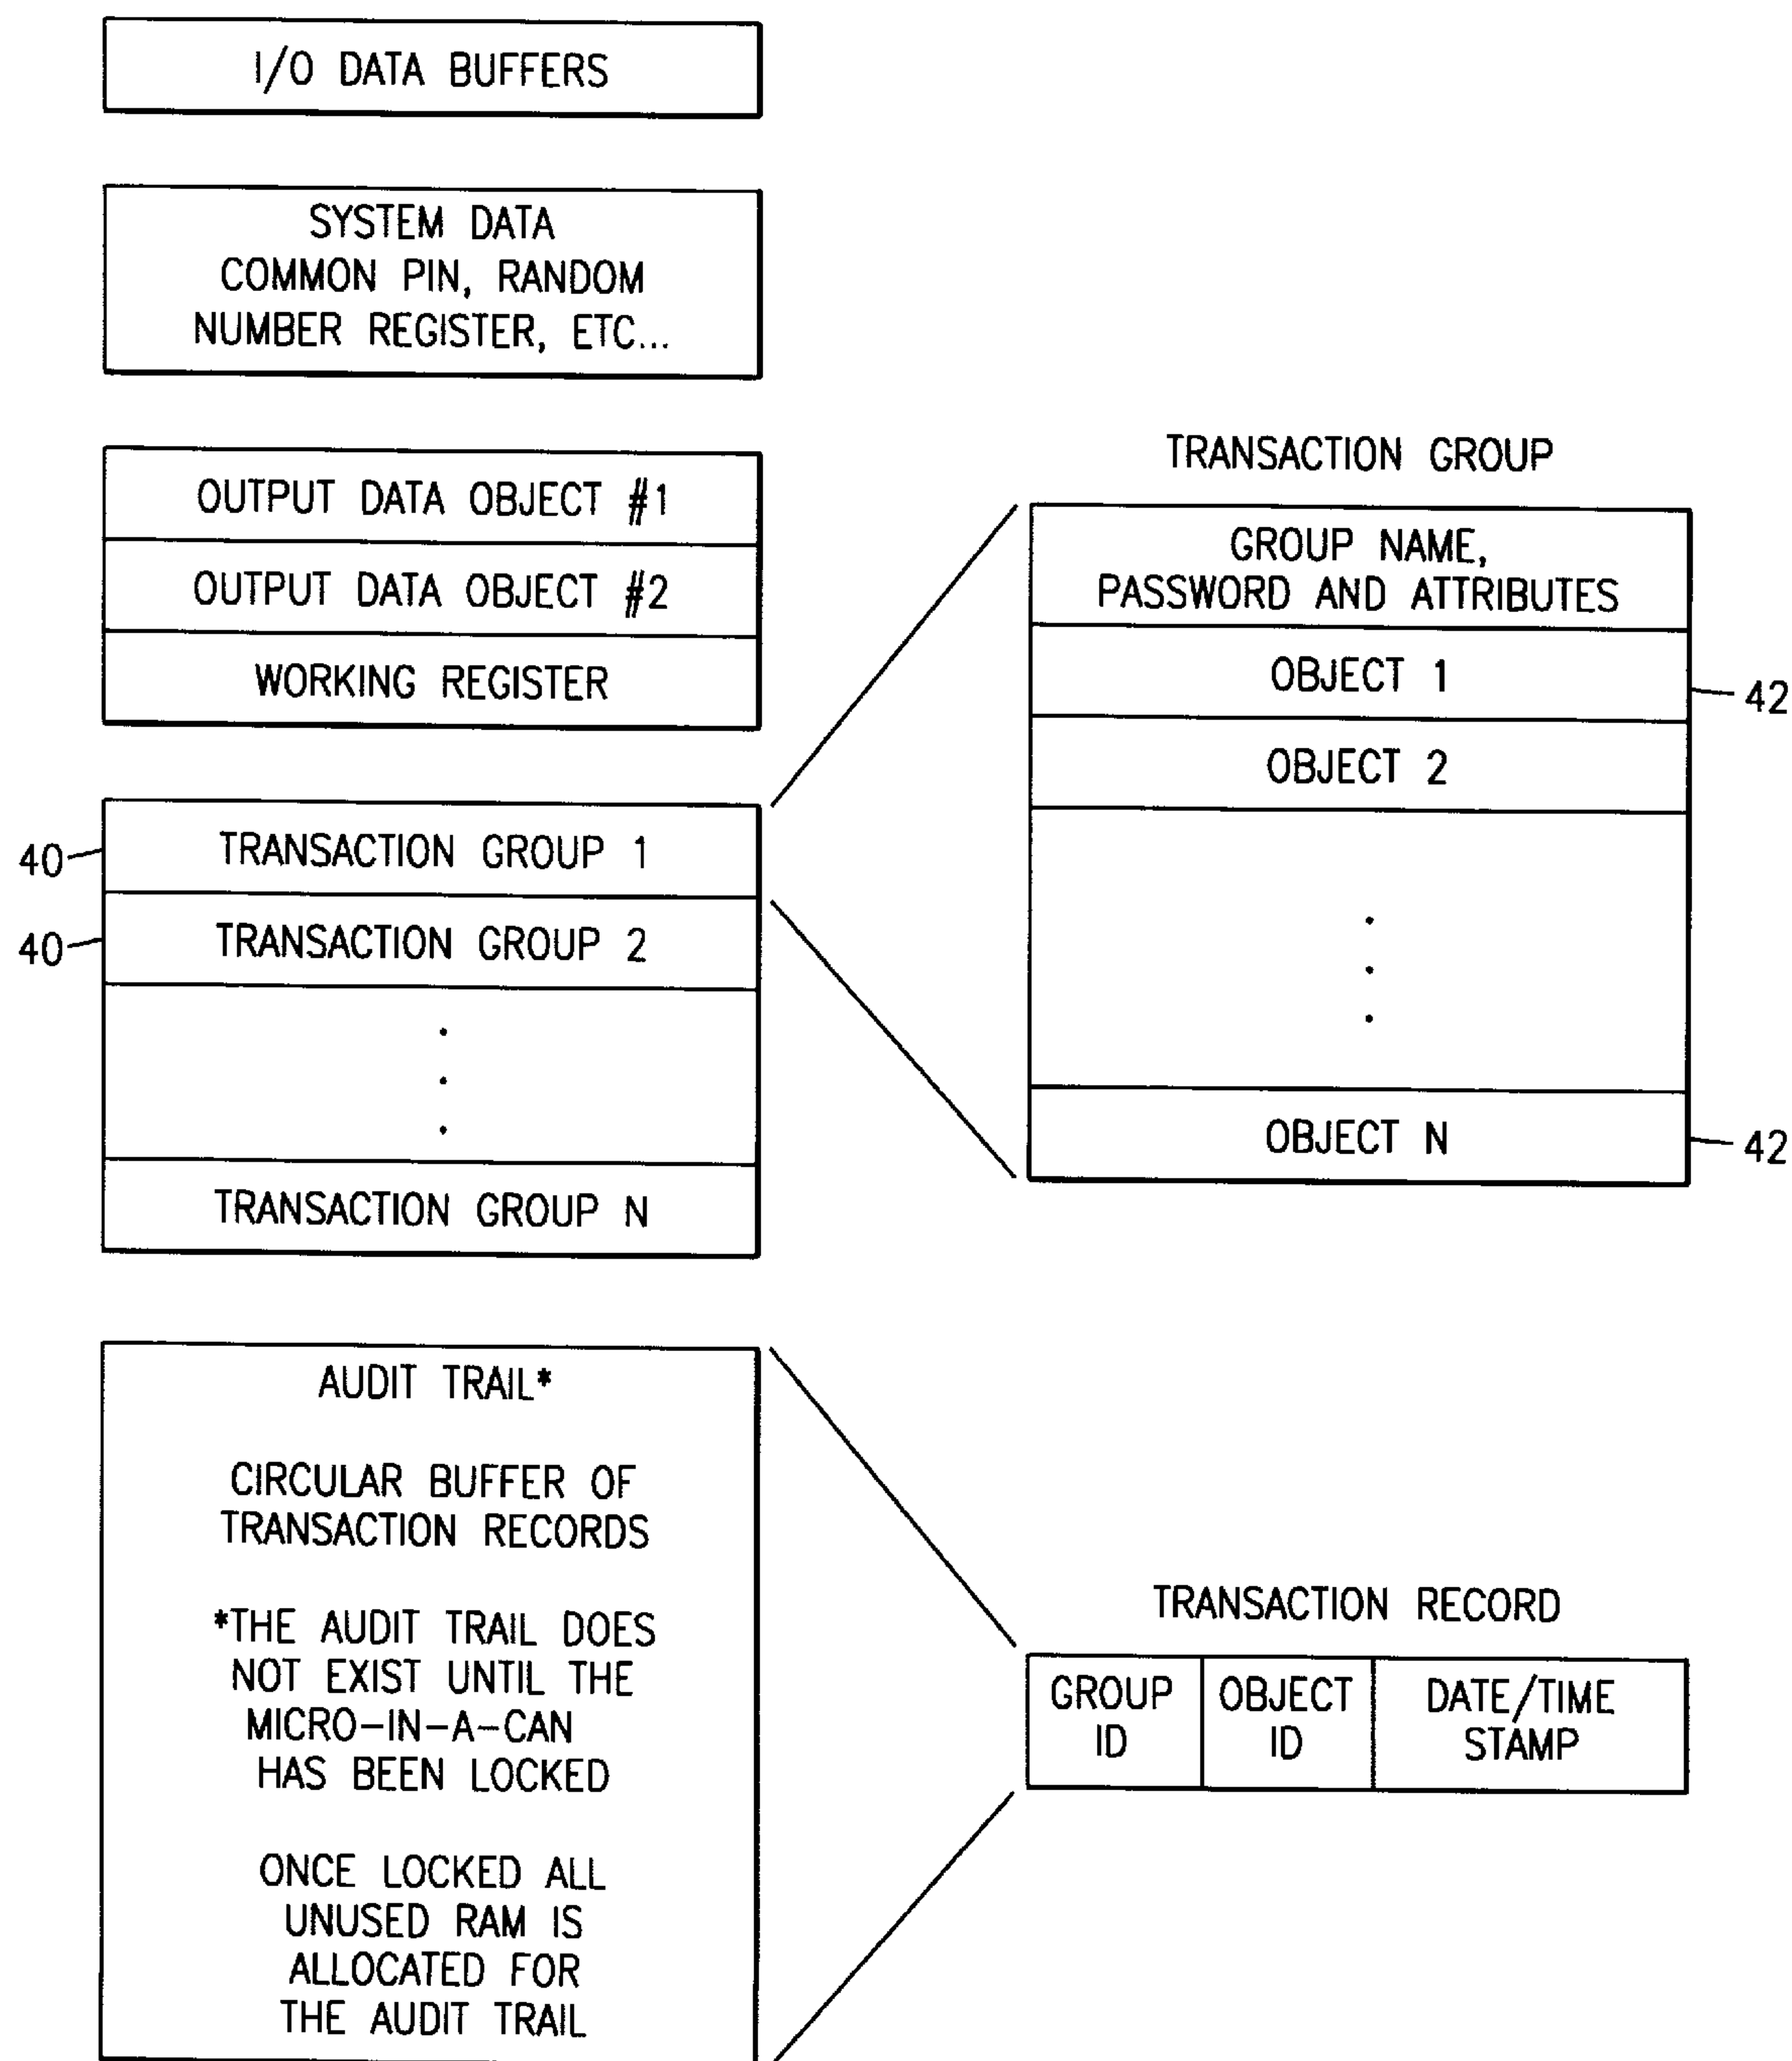 I/O DATA BUFFERS
SYSTEM DATA
COMMON PIN, RANDOM
NUMBER REGISTER, ETC...
OUTPUT DATA OBJECT #1
OUTPUT DATA OBJECT #2
WORKING REGISTER
40
TRANSACTION GROUP 1
40
TRANSACTION GROUP 2
TRANSACTION GROUP N
TRANSACTION GROUP
GROUP NAME,
PASSWORD AND ATTRIBUTES
OBJECT 1
42
OBJECT 2
OBJECT N
42
AUDIT TRAIL*
CIRCULAR BUFFER OF
TRANSACTION RECORDS
*THE AUDIT TRAIL DOES
NOT EXIST UNTIL THE
MICRO-IN-A-CAN
HAS BEEN LOCKED
ONCE LOCKED ALL
UNUSED RAM IS
ALLOCATED FOR
THE AUDIT TRAIL
TRANSACTION RECORD
GROUP
ID
OBJECT
ID
DATE/TIME
STAMP